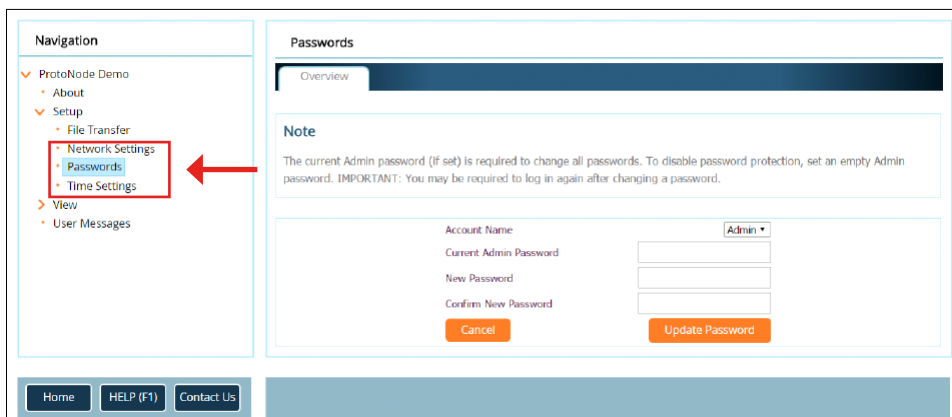 Navigation
ProtoNode Demo
About
Setup
File Transfer
Network Settings
Passwords
Time Settings
View
User Messages
Passwords
Overview
Note
The current Admin password (if set) is required to change all passwords. To disable password protection, set an empty Admin
password. IMPORTANT: You may be required to log in again after changing a password.
Account Name
Admin
Current Admin Password
New Password
Confirm New Password
Cancel
Update Password
Home
HELP (F1)
Contact Us